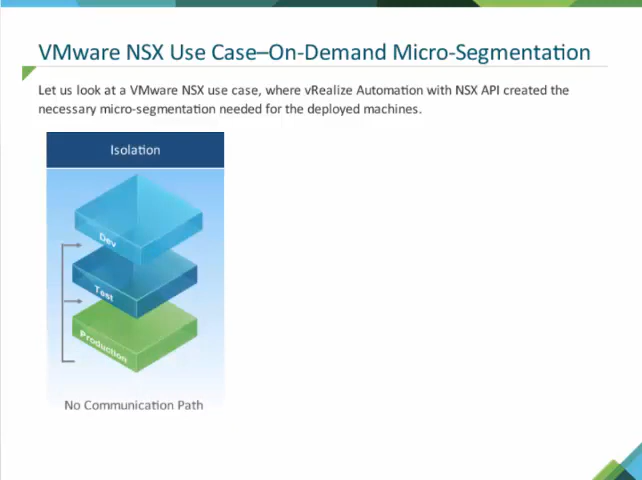 VMware NSX Use Case–On-Demand Micro-Segmentation
Let us look at a VMware NSX use case, where vRealize Automation with NSX API created the
necessary micro-segmentation needed for the deployed machines.
Isolation
Dev
Test
Production
No Communication Path